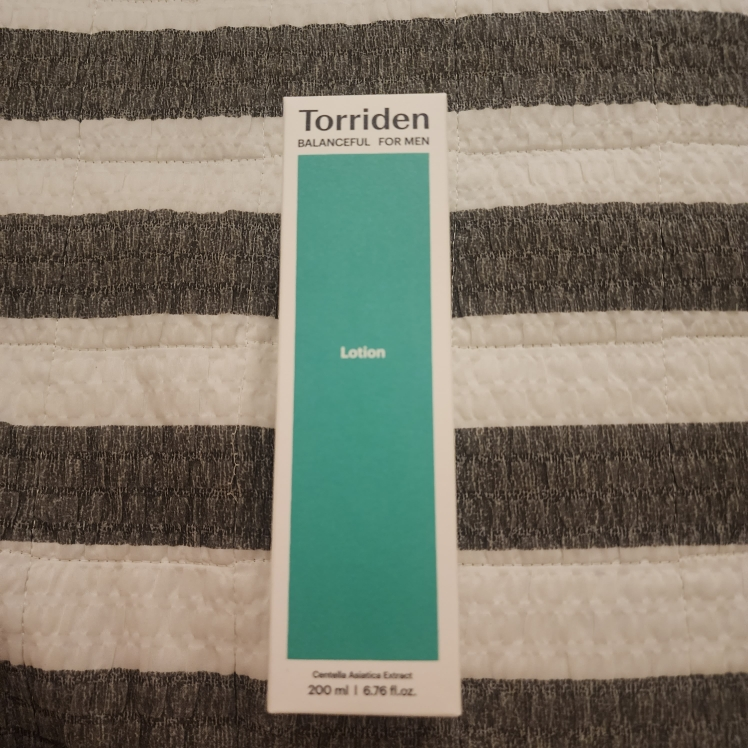 Torriden
BALANCEFUL FOR MEN
Lotion
Centella Asiatica Extract
200 ml | 6.76 fl.oz.